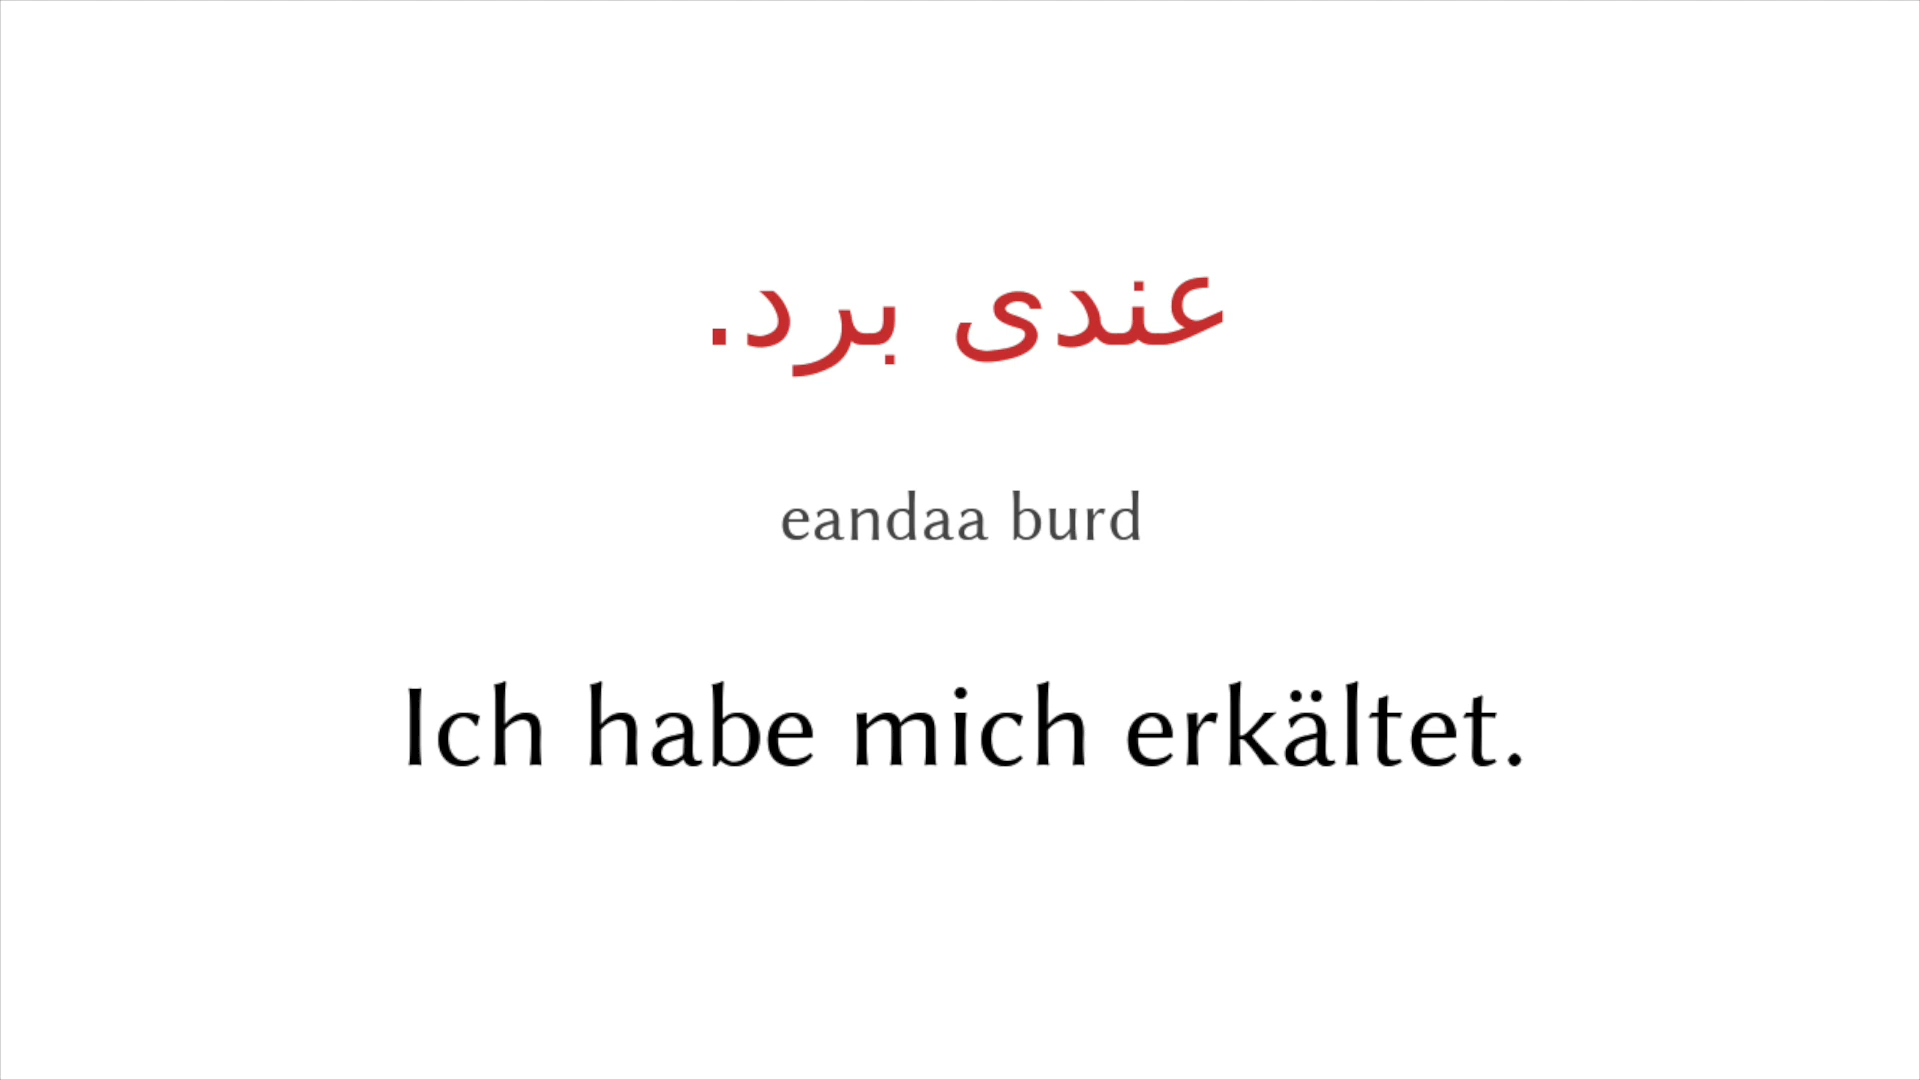 عندى برد.
eandaa burd
Ich habe mich erkältet.